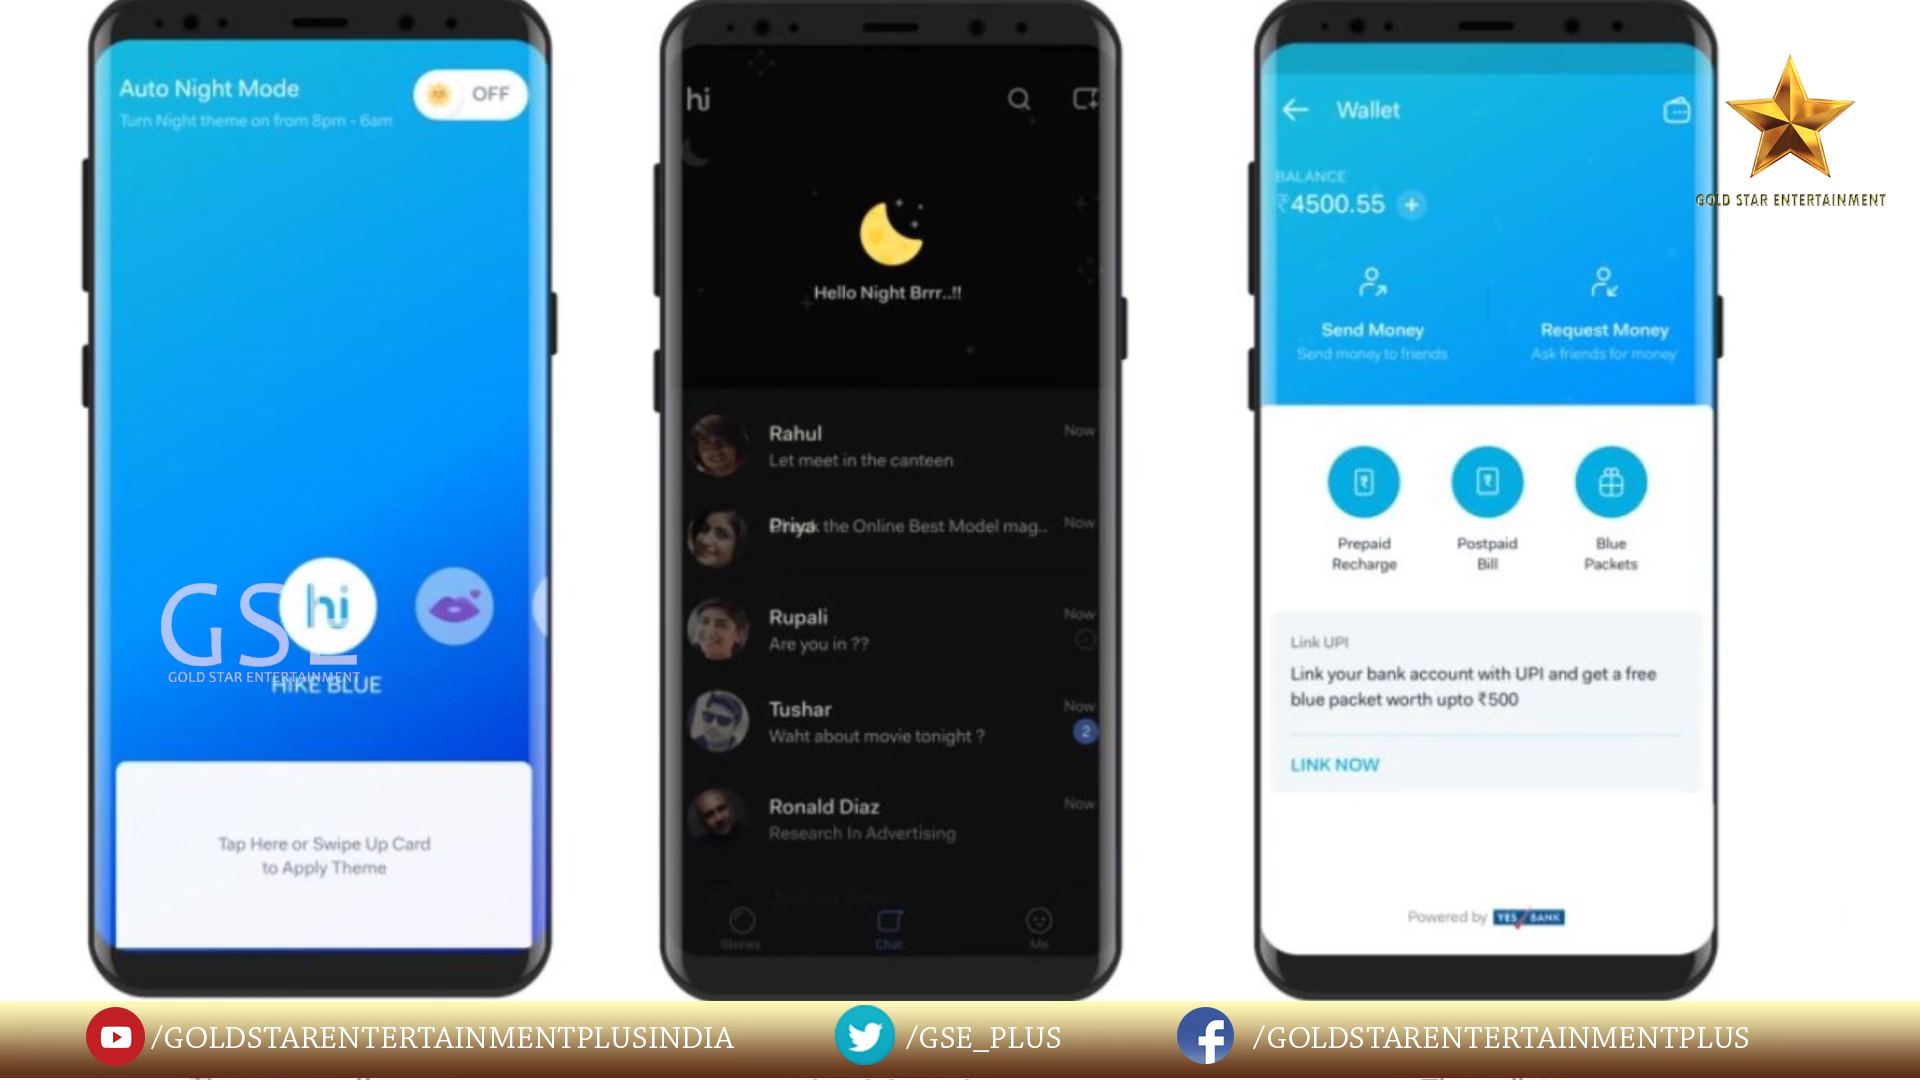 Auto Night Mode
OFF
Turn Night theme on from 8pm - 6am
GSE
hi
GOLD STAR ENTERTAINMENT
HIKE BLUE
Tap Here or Swipe Up Card
to Apply Theme
hi
Hello Night Brrr..!!
Rahul
Now
Let meet in the canteen
Priya
the Online Best Model mag..
Now
Rupali
Now
Are you in ??
Tushar
Now
Waht about movie tonight ?
2
Ronald Diaz
Now
Research In Advertising
Stories
Chat
Me
Wallet
BALANCE
₹4500.55 +
Send Money
Send money to friends
Request Money
Ask friends for money
Prepaid
Recharge
Postpaid
Bill
Blue
Packets
Link UPI
Link your bank account with UPI and get a free
blue packet worth upto ₹500
LINK NOW
Powered by YES BANK
GOLD STAR ENTERTAINMENT
/GOLDSTARENTERTAINMENTPLUSINDIA
/GSE_PLUS
/GOLDSTARENTERTAINMENTPLUS